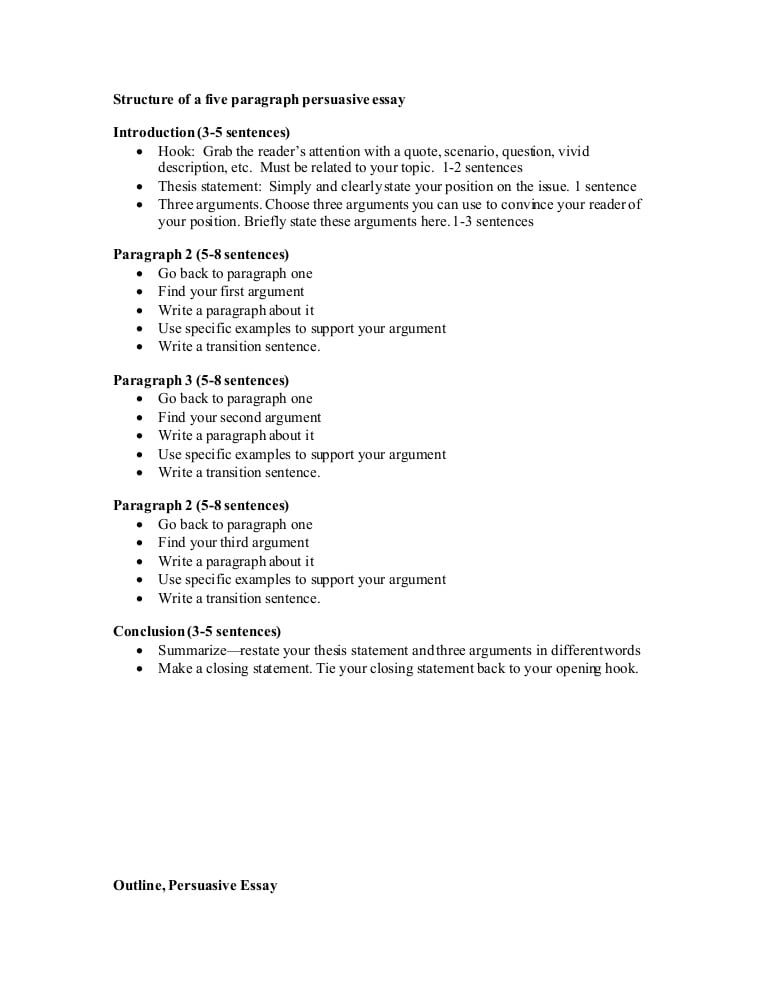 Structure of a five paragraph persuasive essay
Introduction (3-5 sentences)
• Hook: Grab the reader's attention with a quote, scenario, question, vivid
description, etc. Must be related to your topic. 1-2 sentences
• Thesis statement: Simply and clearly state your position on the issue. 1 sentence
• Three arguments. Choose three arguments you can use to convince your reader of
your position. Briefly state these arguments here. 1-3 sentences
Paragraph 2 (5-8 sentences)
• Go back to paragraph one
• Find your first argument
• Write a paragraph about it
• Use specific examples to support your argument
• Write a transition sentence.
Paragraph 3 (5-8 sentences)
• Go back to paragraph one
• Find your second argument
• Write a paragraph about it
• Use specific examples to support your argument
• Write a transition sentence.
Paragraph 2 (5-8 sentences)
• Go back to paragraph one
• Find your third argument
• Write a paragraph about it
• Use specific examples to support your argument
• Write a transition sentence.
Conclusion (3-5 sentences)
• Summarize—restate your thesis statement and three arguments in different words
• Make a closing statement. Tie your closing statement back to your opening hook.
Outline, Persuasive Essay